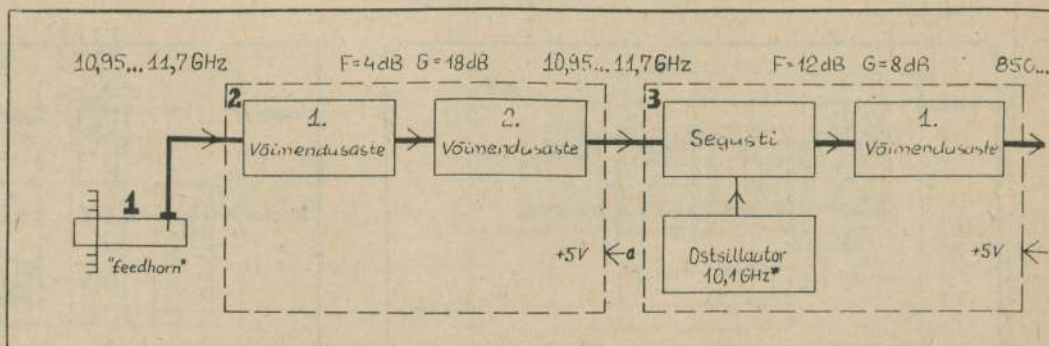 10,95... 11,7 GHz
F=4dB G=18dB
10,95... 11,7 GHz
F=12dB G=8dB
850...
2
1.
Võimendusaste
2.
Võimendusaste
3
Segusti
1.
Võimendusaste
1
"feedhorn"
+5V
a
Ostsillaator
10,1 GHz*
+5V